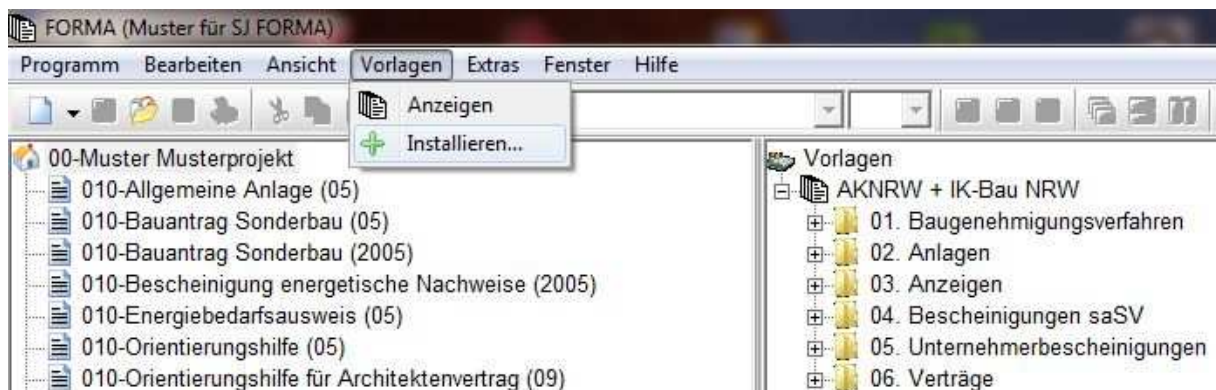 FORMA (Muster für SJ FORMA)
Programm Bearbeiten Ansicht Vorlagen Extras Fenster Hilfe
Anzeigen
Installieren...
00-Muster Musterprojekt
010-Allgemeine Anlage (05)
010-Bauantrag Sonderbau (05)
010-Bauantrag Sonderbau (2005)
010-Bescheinigung energetische Nachweise (2005)
010-Energiebedarfsausweis (05)
010-Orientierungshilfe (05)
010-Orientierungshilfe für Architektenvertrag (09)
Vorlagen
AKNRW + IK-Bau NRW
01. Baugenehmigungsverfahren
02. Anlagen
03. Anzeigen
04. Bescheinigungen saSV
05. Unternehmerbescheinigungen
06. Verträge